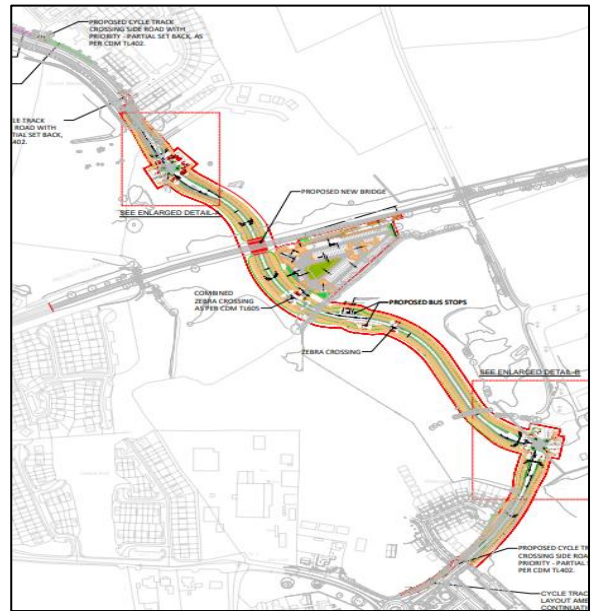 PROPOSED CYCLE TRACK
CROSSING SIDE ROAD WITH
PRIORITY - PARTIAL SET BACK, AS
PER CDM TL402.
LE TRACK
ROAD WITH
TIAL SET BACK,
402.
SEE ENLARGED DETAIL-A
PROPOSED NEW BRIDGE
COMBINED
ZEBRA CROSSING
AS PER CDM TL605
PROPOSED BUS STOPS
ZEBRA CROSSING
SEE ENLARGED DETAIL-B
PROPOSED CYCLE TR
CROSSING SIDE ROA
PRIORITY - PARTIAL
PER CDM TL402.
CYCLE TRAC
LAYOUT AME
CONTINUATI